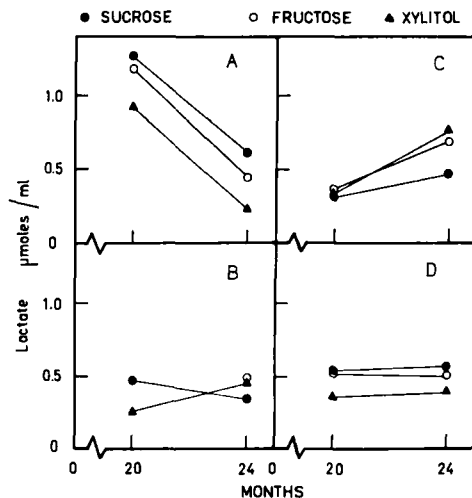 ● SUCROSE ○ FRUCTOSE ▲ XYLITOL
A
C
1.0
0.5
0
Lactate μmoles / ml
B
D
1.0
0.5
0
0 20 24 0 20 24
MONTHS